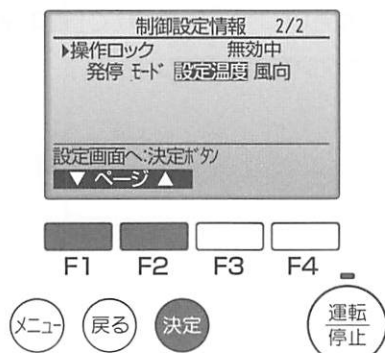 制御設定情報 2/2
▶操作ロック 無効中
発停 モード 設定温度 風向
設定画面へ:決定ボタン
▼ ページ ▲
F1 F2 F3 F4
メニュー 戻る 決定 運転
停止